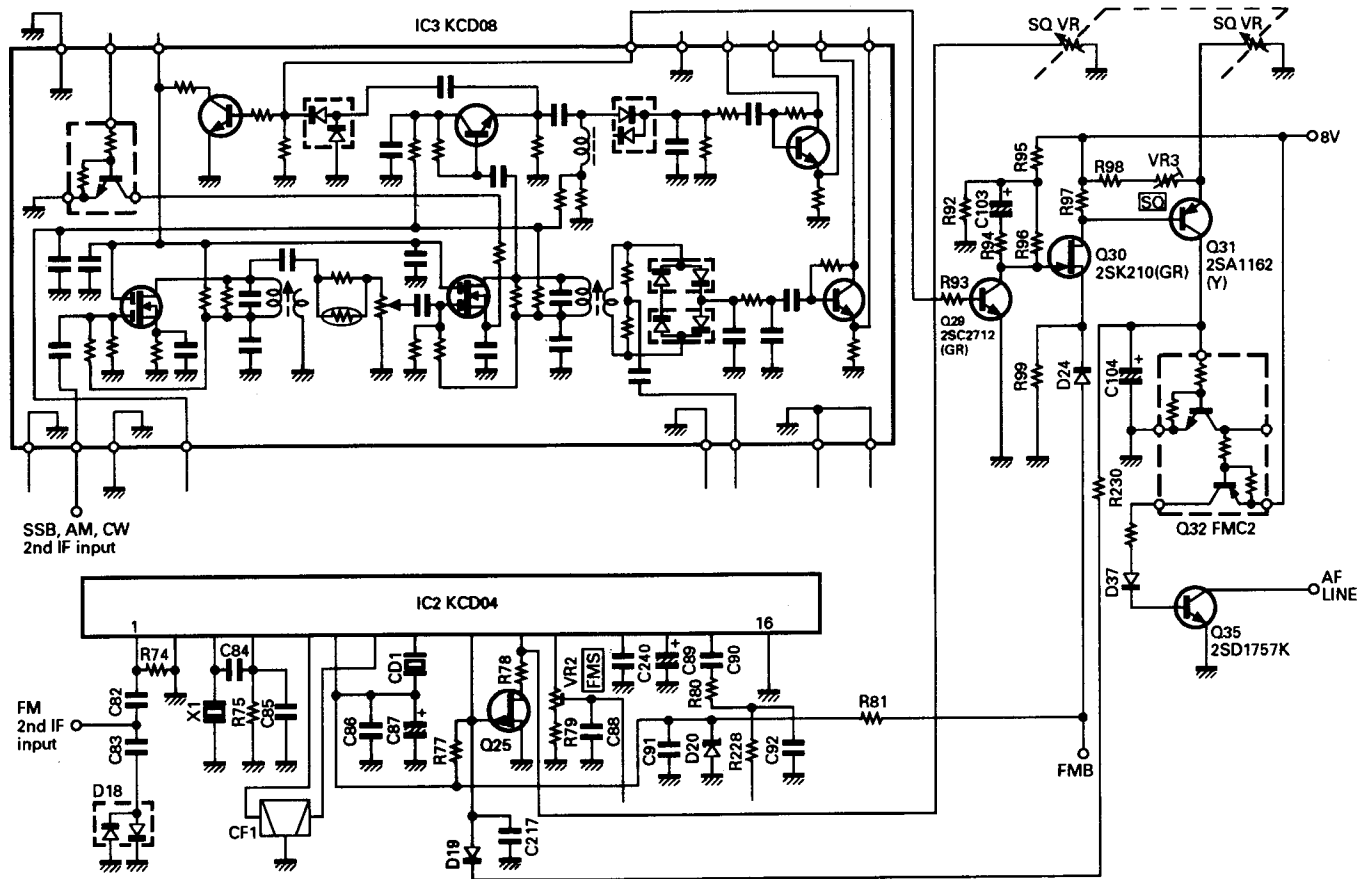 IC3 KCD08
SQ VR
SQ VR
8V
R95
R98
VR3
R92
C103
R97
SQ
R94
R96
Q30
2SK210(GR)
Q31
2SA1162
(Y)
R93
Q29
2SC2712
(GR)
R99
D24
C104
R230
SSB, AM, CW
2nd IF input
Q32 FMC2
IC2 KCD04
D37
AF
LINE
1
16
Q35
2SD1757K
R74
C84
CD1
R78
VR2
FMS
C240
C89
C90
C82
X1
R75
C85
R80
R81
FM
2nd IF
input
C86
C87
R77
Q25
R79
C88
C83
C91
D20
R228
C92
FMB
D18
CF1
D19
C217